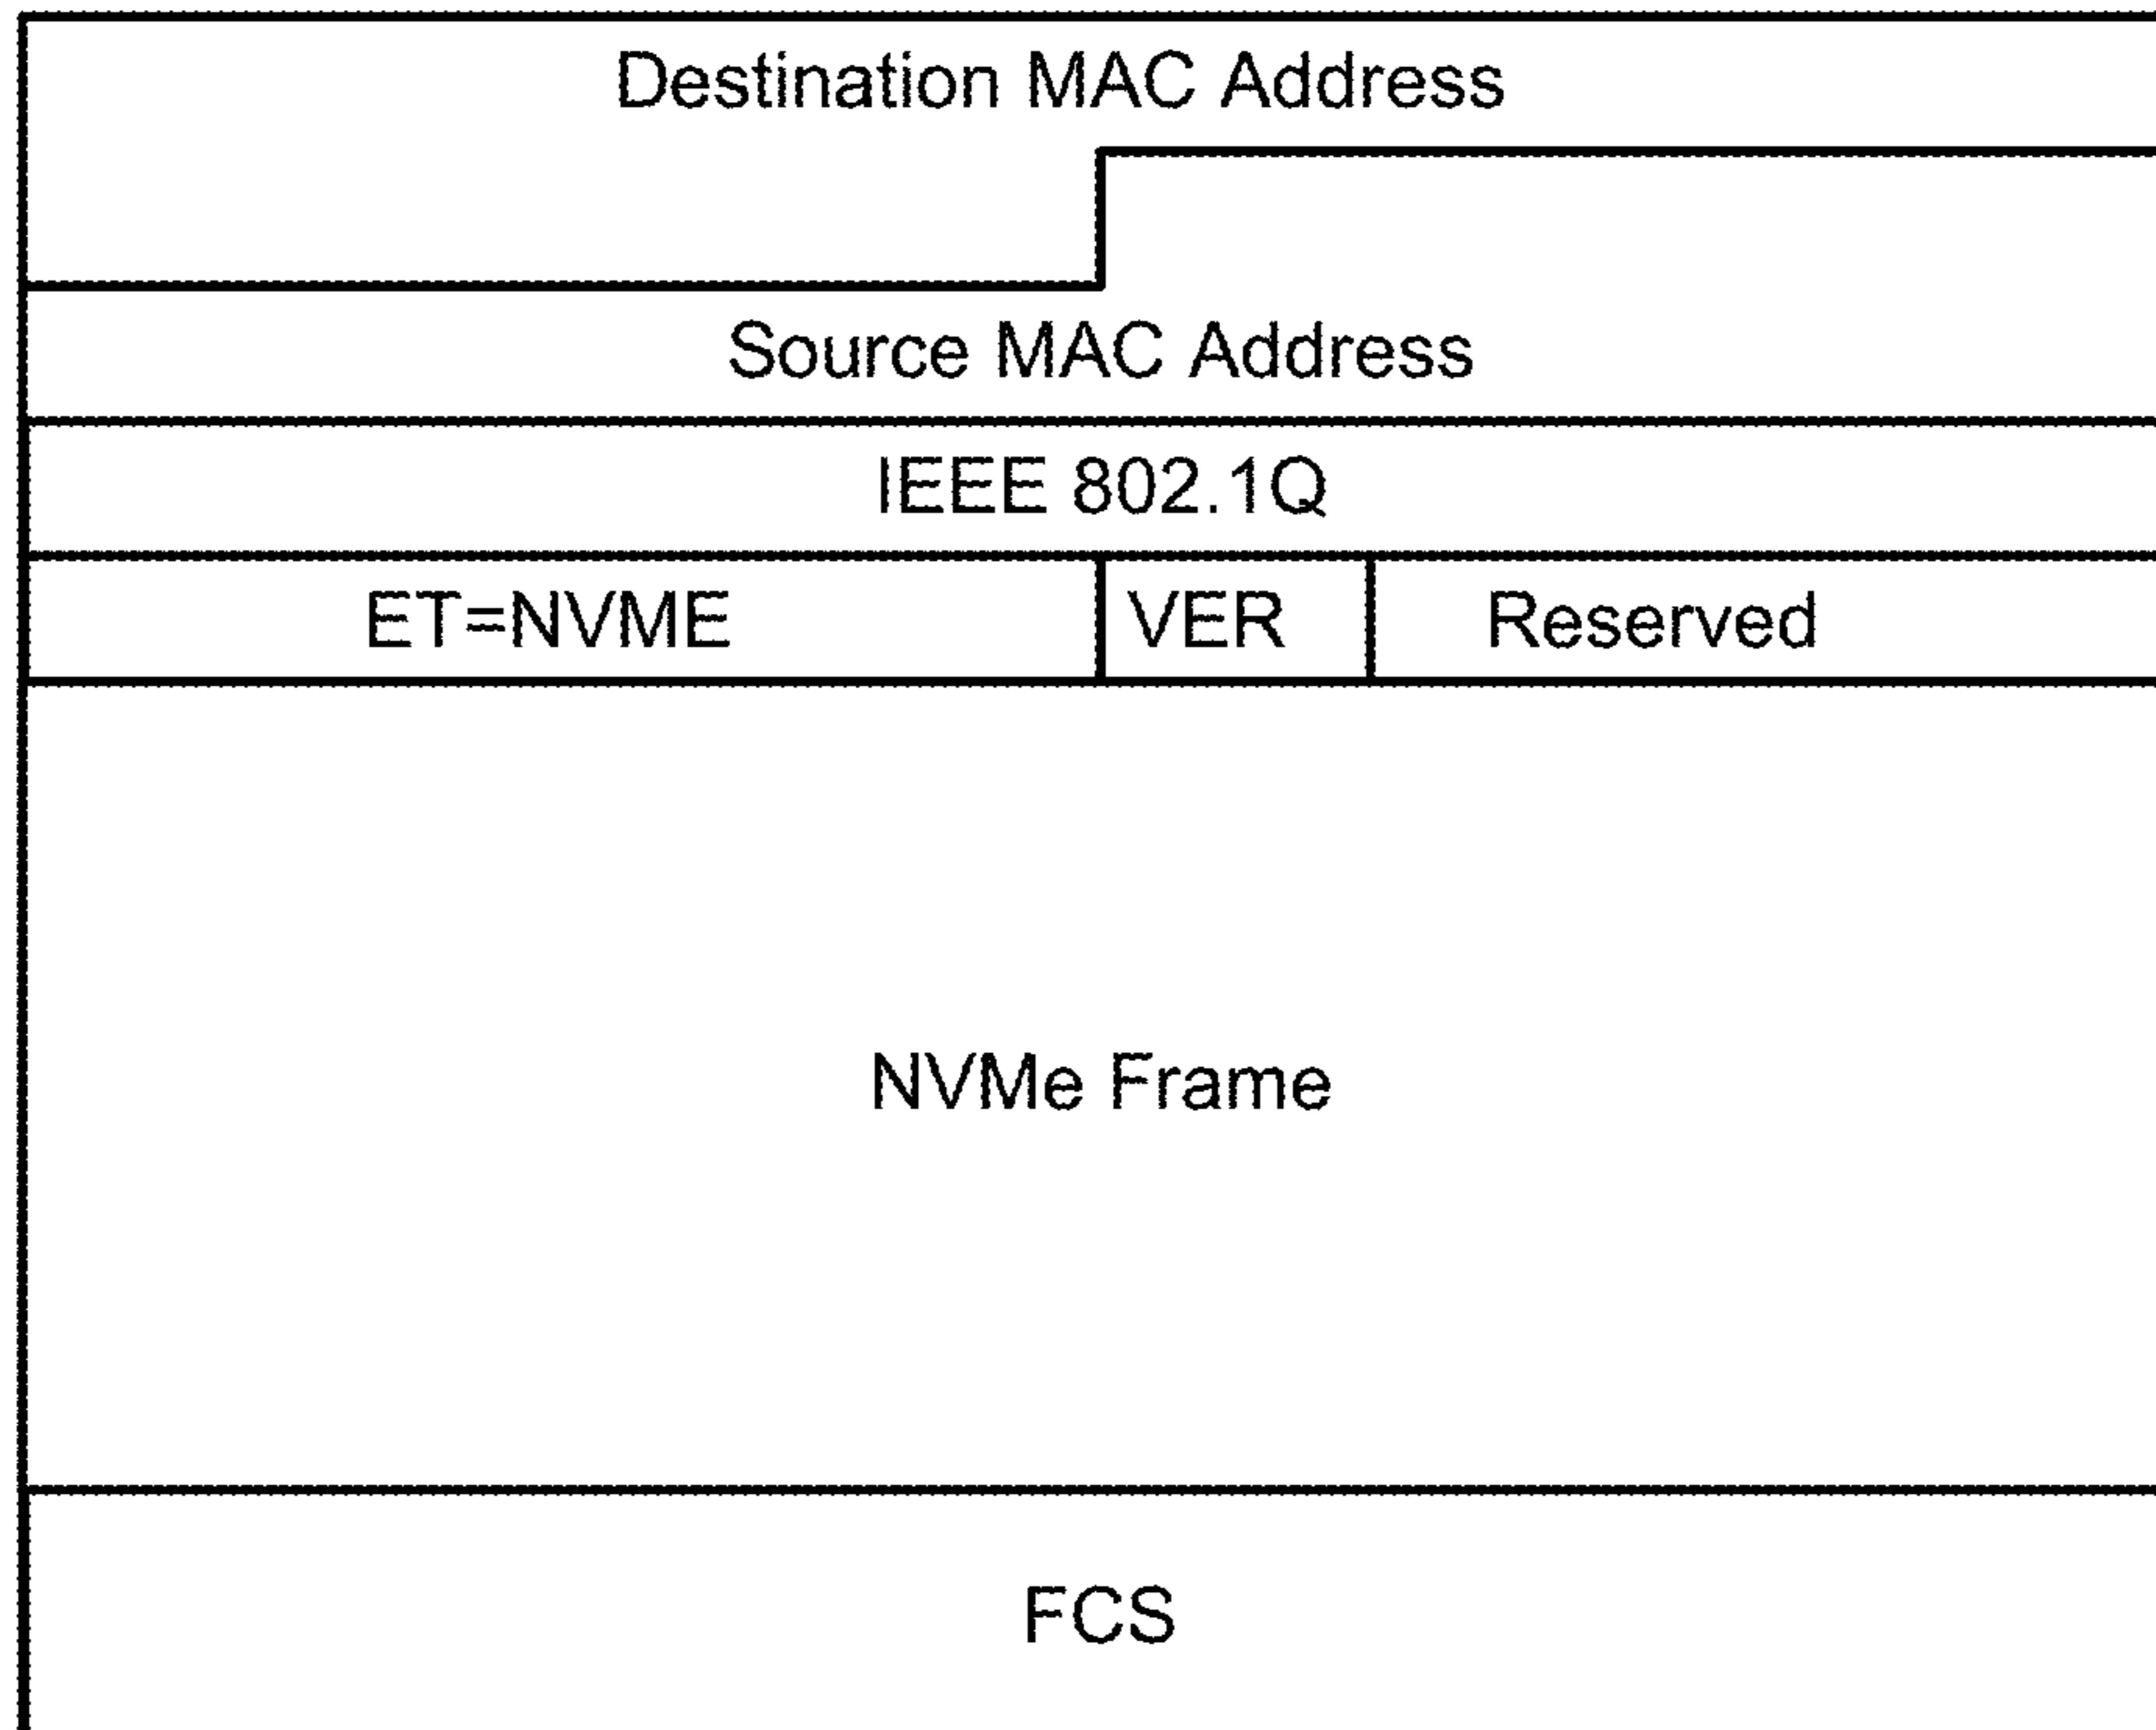 Destination MAC Address
Source MAC Address
IEEE 802.1Q
ET=NVME VER Reserved
NVMe Frame
FCS